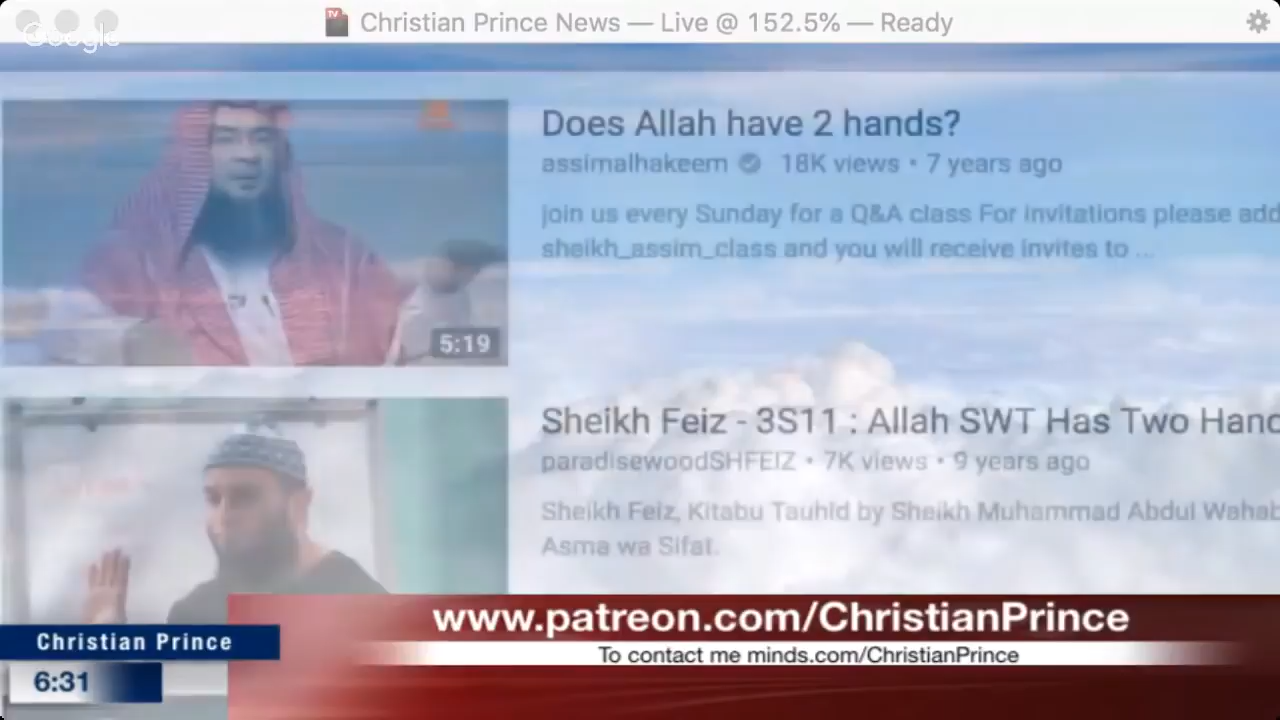 Christian Prince News — Live @ 152.5% — Ready
Google
Does Allah have 2 hands?
assimalhakeem 18K views • 7 years ago
join us every Sunday for a Q&A class For invitations please add
sheikh_assim_class and you will receive invites to ...
5:19
Sheikh Feiz - 3S11 : Allah SWT Has Two Hand
paradisewoodSHFEIZ • 7K views • 9 years ago
Sheikh Feiz, Kitabu Tauhid by Sheikh Muhammad Abdul Wahab
Asma wa Sifat.
www.patreon.com/ChristianPrince
To contact me minds.com/ChristianPrince
Christian Prince
6:31